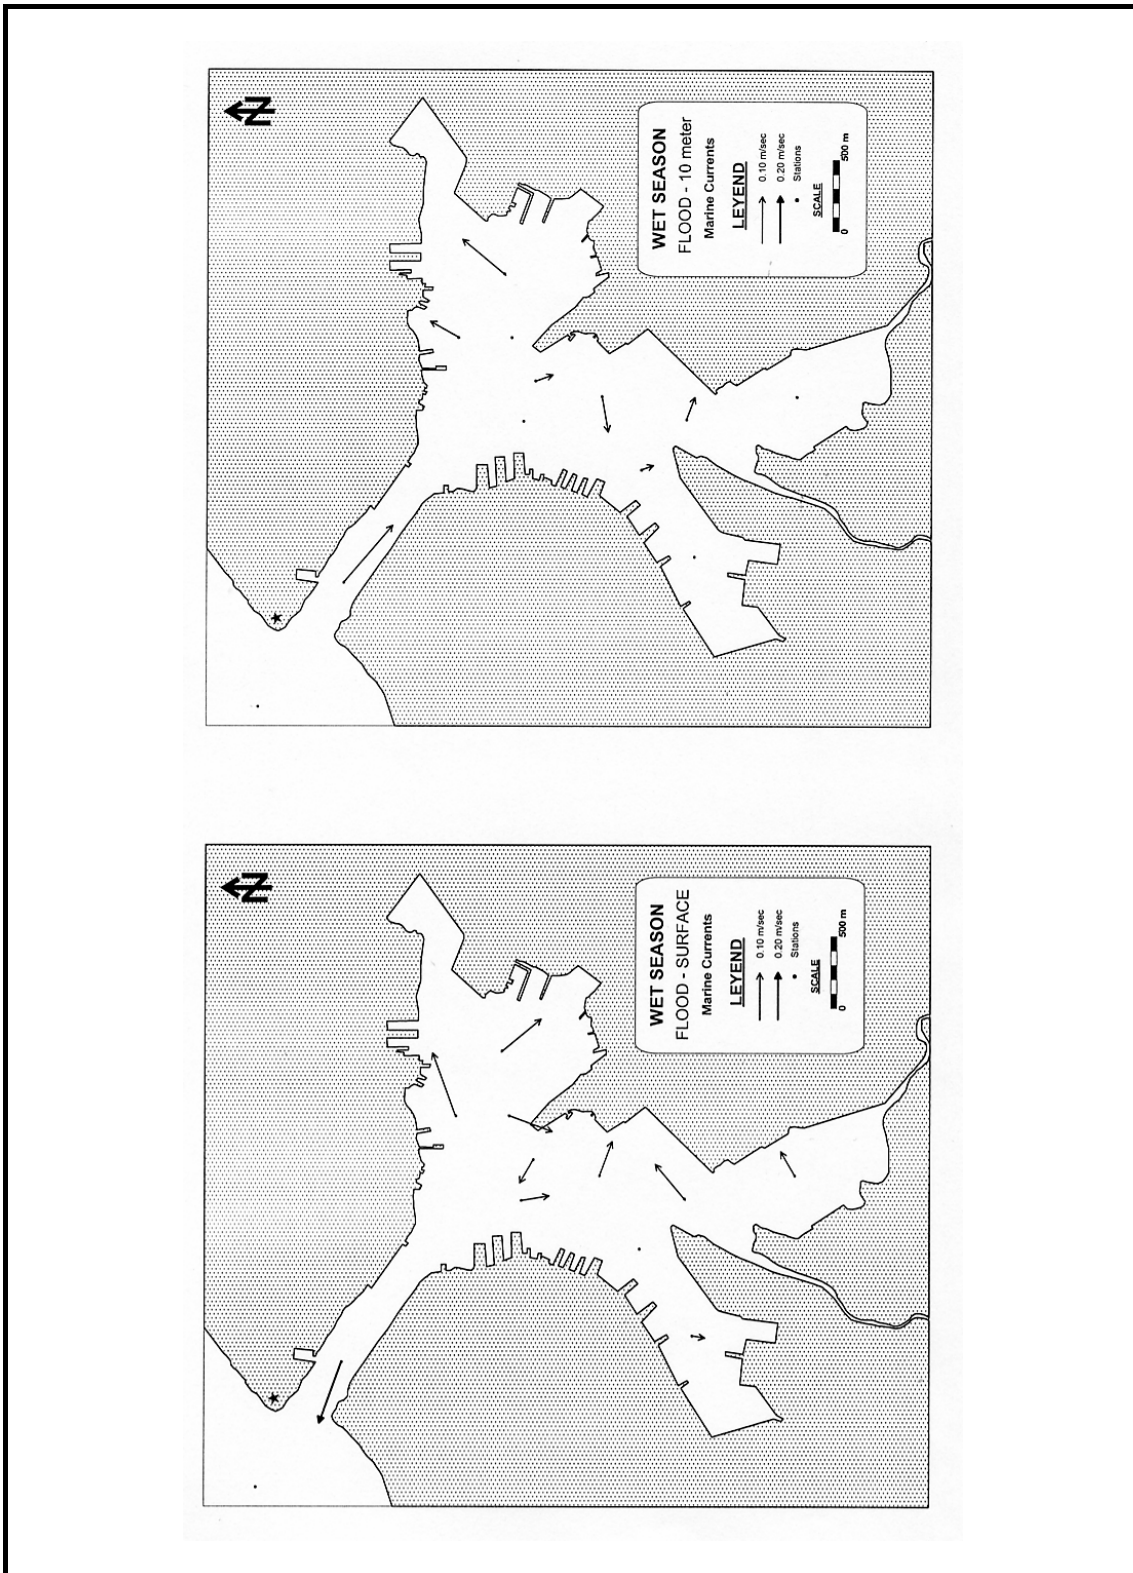 N
WET SEASON
FLOOD - 10 meter
Marine Currents
LEYEND
0.10 m/sec
0.20 m/sec
Stations
SCALE
0 500 m
N
WET SEASON
FLOOD - SURFACE
Marine Currents
LEYEND
0.10 m/sec
0.20 m/sec
Stations
SCALE
0 500 m